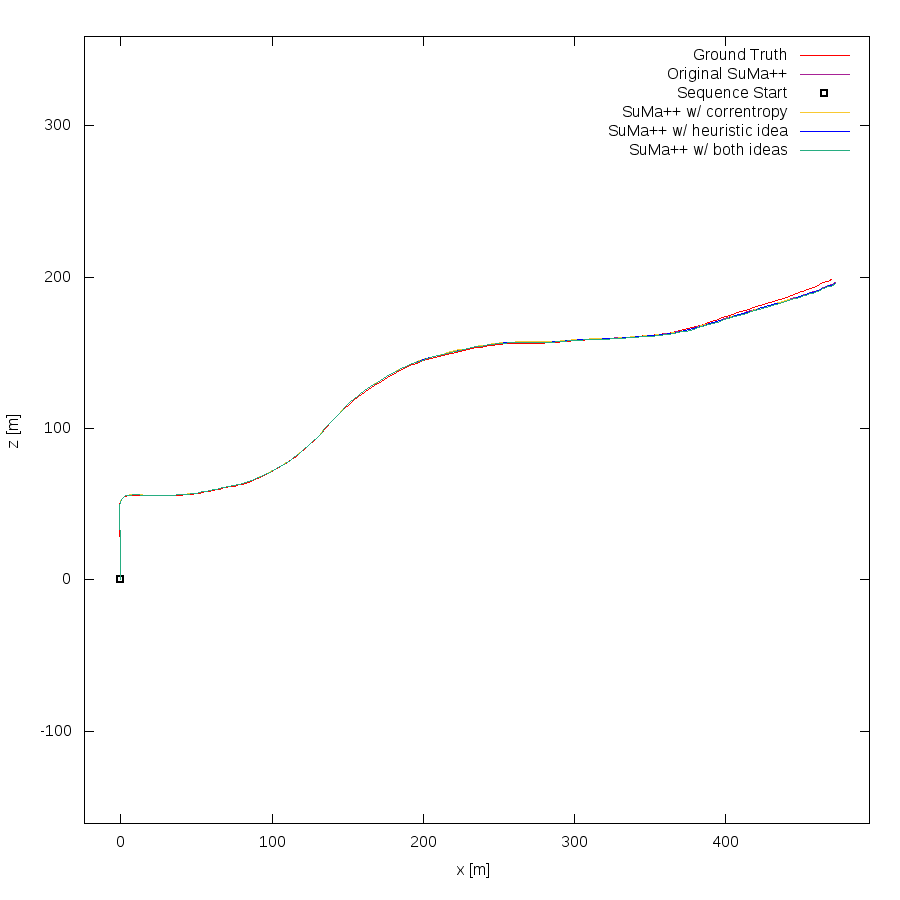 Ground Truth
Original SuMa++
Sequence Start
SuMa++ w/ correntropy
SuMa++ w/ heuristic idea
SuMa++ w/ both ideas
300
200
100
0
-100
z [m]
0 100 200 300 400
x [m]